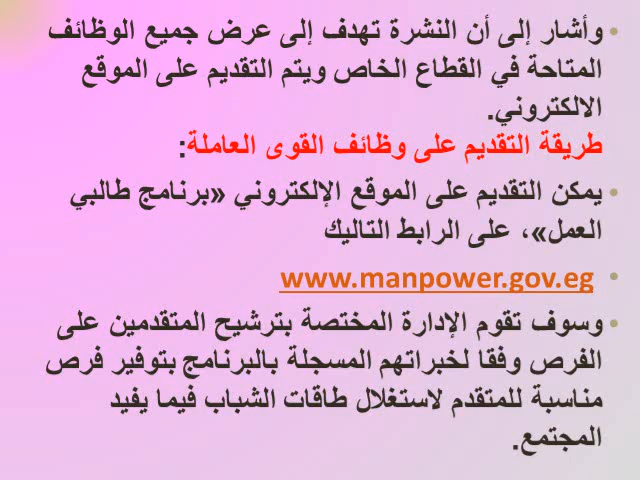 • وأشار إلى أن النشرة تهدف إلى عرض جميع الوظائف
المتاحة في القطاع الخاص ويتم التقديم على الموقع
الالكتروني.
طريقة التقديم على وظائف القوى العاملة:
• يمكن التقديم على الموقع الإلكتروني «برنامج طالبي
العمل»، على الرابط التاليك
• www.manpower.gov.eg
• وسوف تقوم الإدارة المختصة بترشيح المتقدمين على
الفرص وفقا لخبراتهم المسجلة بالبرنامج بتوفير فرص
مناسبة للمتقدم لاستغلال طاقات الشباب فيما يفيد
المجتمع.